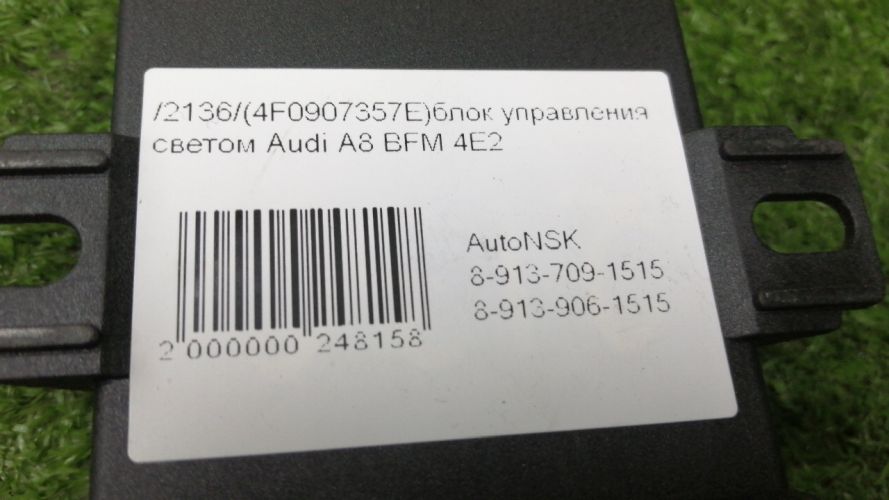 /2136/(4F0907357E)блок управления
светом Audi A8 BFM 4E2
AutoNSK
8-913-709-1515
8-913-906-1515
2 000000 248158